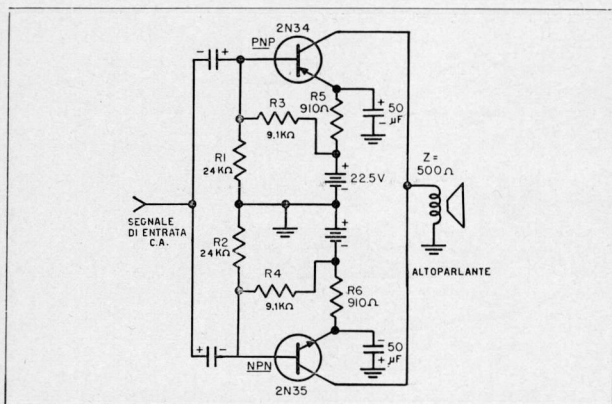 2N34
PNP
R5
910Ω
50
μF
R3
9.1KΩ
R1
24KΩ
22.5V
Z=
500Ω
SEGNALE
DI ENTRATA
C.A.
R2
24KΩ
ALTOPARLANTE
R4
9.1KΩ
R6
910Ω
50
μF
NPN
2N35